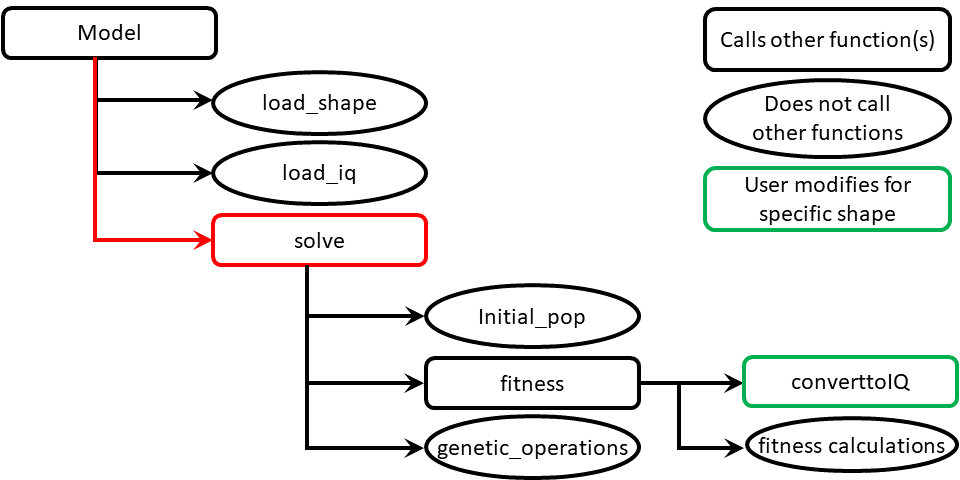 Model
load_shape
load_iq
solve
Initial_pop
fitness
genetic_operations
converttoIQ
fitness calculations
Calls other function(s)
Does not call
other functions
User modifies for
specific shape